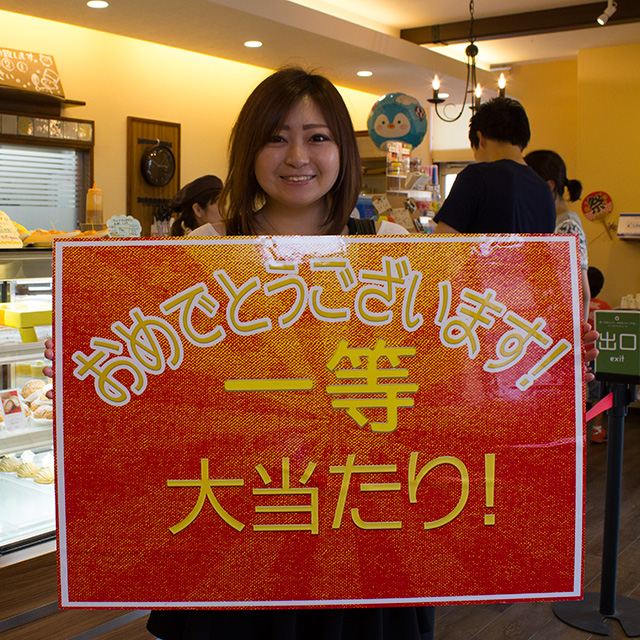 おめでとうございます!
一等
大当たり!
出口
exit
祭